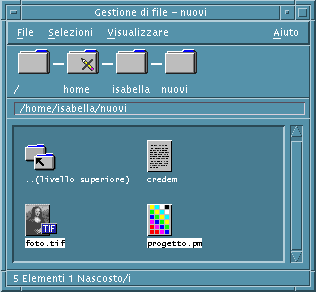 Gestione di file – nuovi
File Selezioni Visualizzare Aiuto
/ home isabella nuovi
/home/isabella/nuovi
..(livello superiore) credem
TIF
foto.tif progetto.pm
5 Elementi 1 Nascosto/i